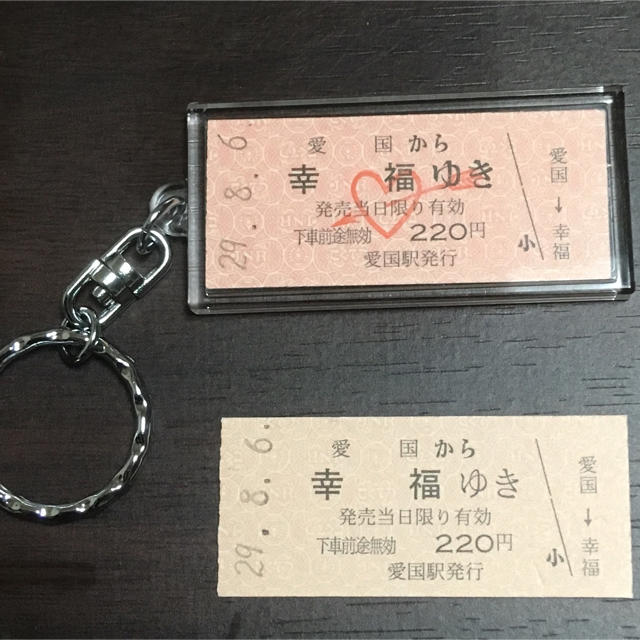 29.8.6
愛国から
幸福ゆき
発売当日限り有効
下車前途無効 220円
愛国駅発行
小
愛国→幸福
29.8.6.
愛国から
幸福ゆき
発売当日限り有効
下車前途無効 220円
愛国駅発行
小
愛国→幸福